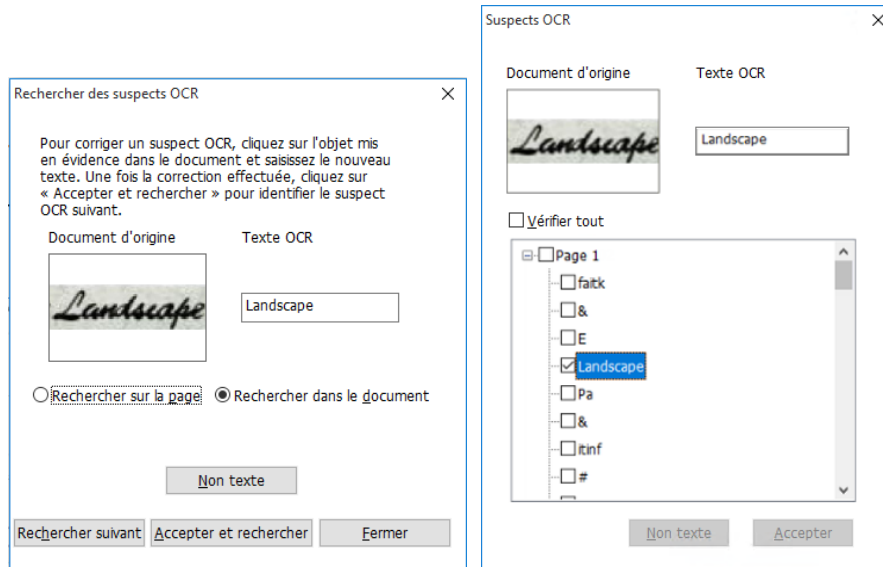 Rechercher des suspects OCR
Pour corriger un suspect OCR, cliquez sur l'objet mis
en évidence dans le document et saisissez le nouveau
texte. Une fois la correction effectuée, cliquez sur
« Accepter et rechercher » pour identifier le suspect
OCR suivant.
Document d'origine Texte OCR
Landscape Landscape
Rechercher sur la page Rechercher dans le document
Non texte
Rechercher suivant Accepter et rechercher Fermer
Suspects OCR
Document d'origine Texte OCR
Landscape Landscape
Vérifier tout
Page 1
faitk
&
E
Landscape
Pa
&
itinf
#
Non texte Accepter